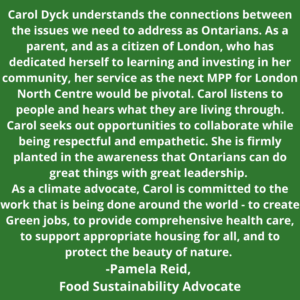 Carol Dyck understands the connections between
the issues we need to address as Ontarians. As a
parent, and as a citizen of London, who has
dedicated herself to learning and investing in her
community, her service as the next MPP for London
North Centre would be pivotal. Carol listens to
people and hears what they are living through.
Carol seeks out opportunities to collaborate while
being respectful and empathetic. She is firmly
planted in the awareness that Ontarians can do
great things with great leadership.
As a climate advocate, Carol is committed to the
work that is being done around the world - to create
Green jobs, to provide comprehensive health care,
to support appropriate housing for all, and to
protect the beauty of nature.
-Pamela Reid,
Food Sustainability Advocate